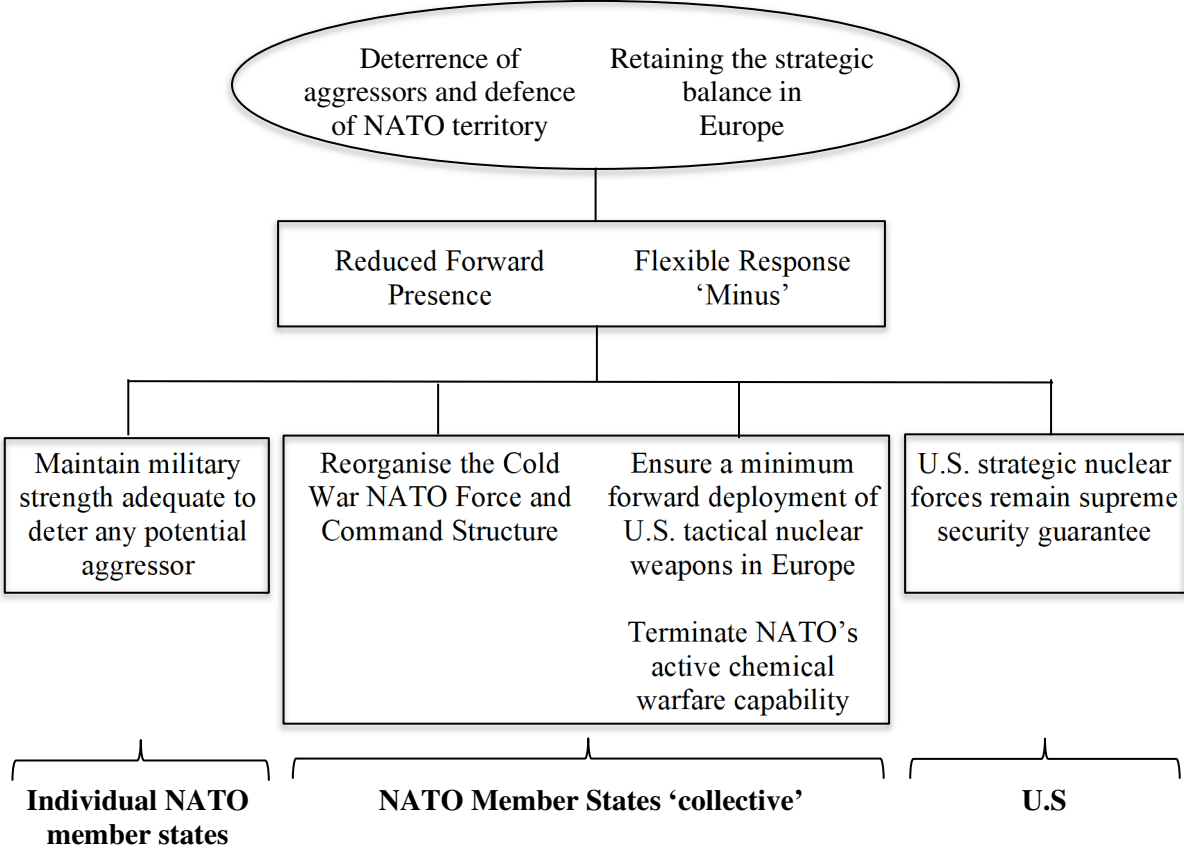 Deterrence of
aggressors and defence
of NATO territory
Retaining the strategic
balance in
Europe
Reduced Forward
Presence
Flexible Response
‘Minus’
Maintain military
strength adequate to
deter any potential
aggressor
Reorganise the Cold
War NATO Force and
Command Structure
Ensure a minimum
forward deployment of
U.S. tactical nuclear
weapons in Europe
Terminate NATO’s
active chemical
warfare capability
U.S. strategic nuclear
forces remain supreme
security guarantee
Individual NATO
member states
NATO Member States ‘collective’
U.S